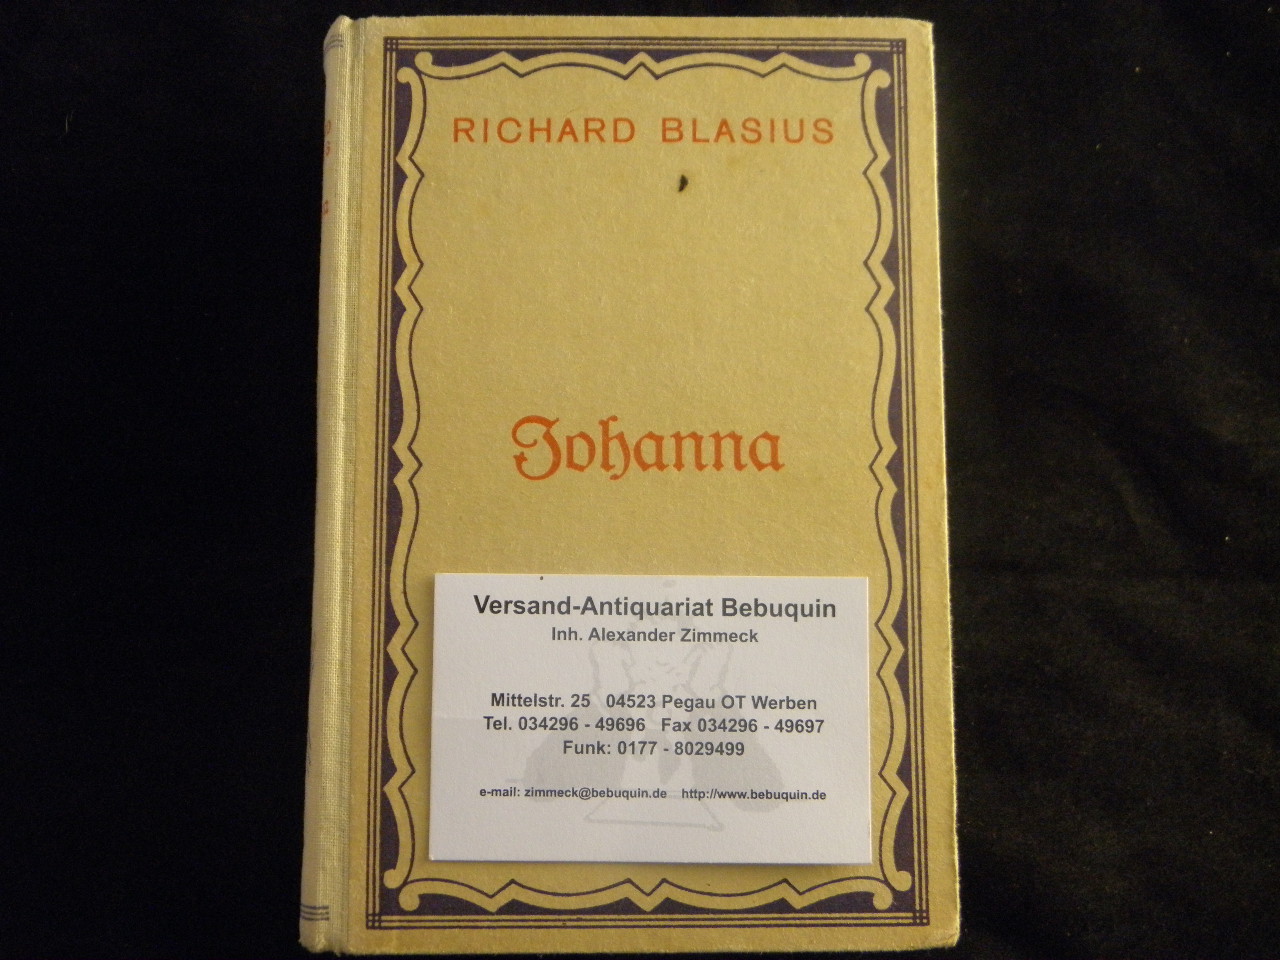 RICHARD BLASIUS
Johanna
Versand-Antiquariat Bebuquin
Inh. Alexander Zimmeck
Mittelstr. 25 04523 Pegau OT Werben
Tel. 034296 - 49696 Fax 034296 - 49697
Funk: 0177 - 8029499
e-mail: zimmeck@bebuquin.de http://www.bebuquin.de